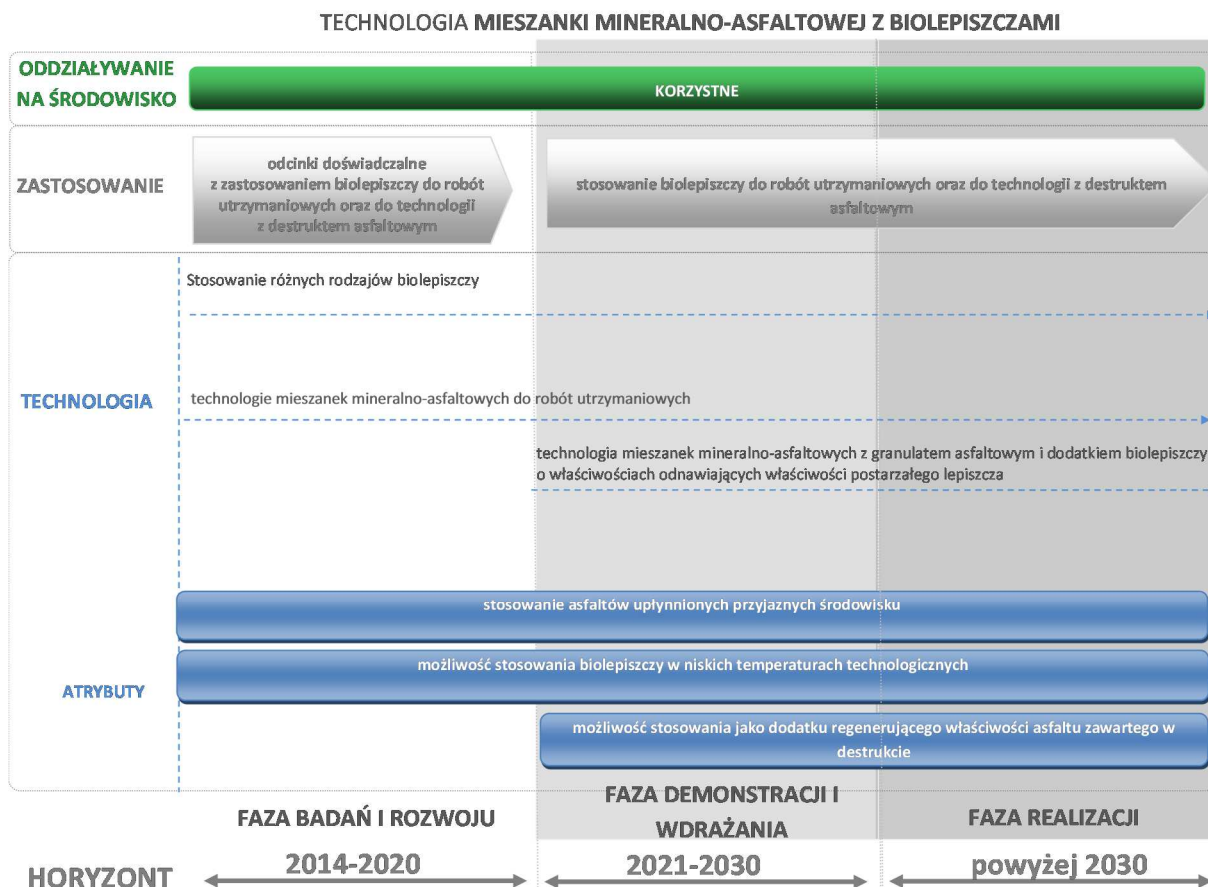 TECHNOLOGIA MIESZANKI MINERALNO-ASFALTOWEJ Z BIOLEPISZCZAMI
ODDZIAŁYWANIE
NA ŚRODOWISKO
KORZYSTNE
ZASTOSOWANIE
odcinki doświadczalne
z zastosowaniem biolepiszczy do robót
utrzymaniowych oraz do technologii
z destruktem asfaltowym
stosowanie biolepiszczy do robót utrzymaniowych oraz do technologii z destruktem
asfaltowym
TECHNOLOGIA
Stosowanie różnych rodzajów biolepiszczy
technologie mieszanek mineralno-asfaltowych do robót utrzymaniowych
technologia mieszanek mineralno-asfaltowych z granulatem asfaltowym i dodatkiem biolepiszczy
o właściwościach odnawiających właściwości postarzałego lepiszcza
ATRYBUTY
stosowanie asfaltów upłynnionych przyjaznych środowisku
możliwość stosowania biolepiszczy w niskich temperaturach technologicznych
możliwość stosowania jako dodatku regenerującego właściwości asfaltu zawartego w
destrukcie
FAZA BADAŃ I ROZWOJU
FAZA DEMONSTRACJI I
WDRAŻANIA
FAZA REALIZACJI
HORYZONT
2014-2020
2021-2030
powyżej 2030